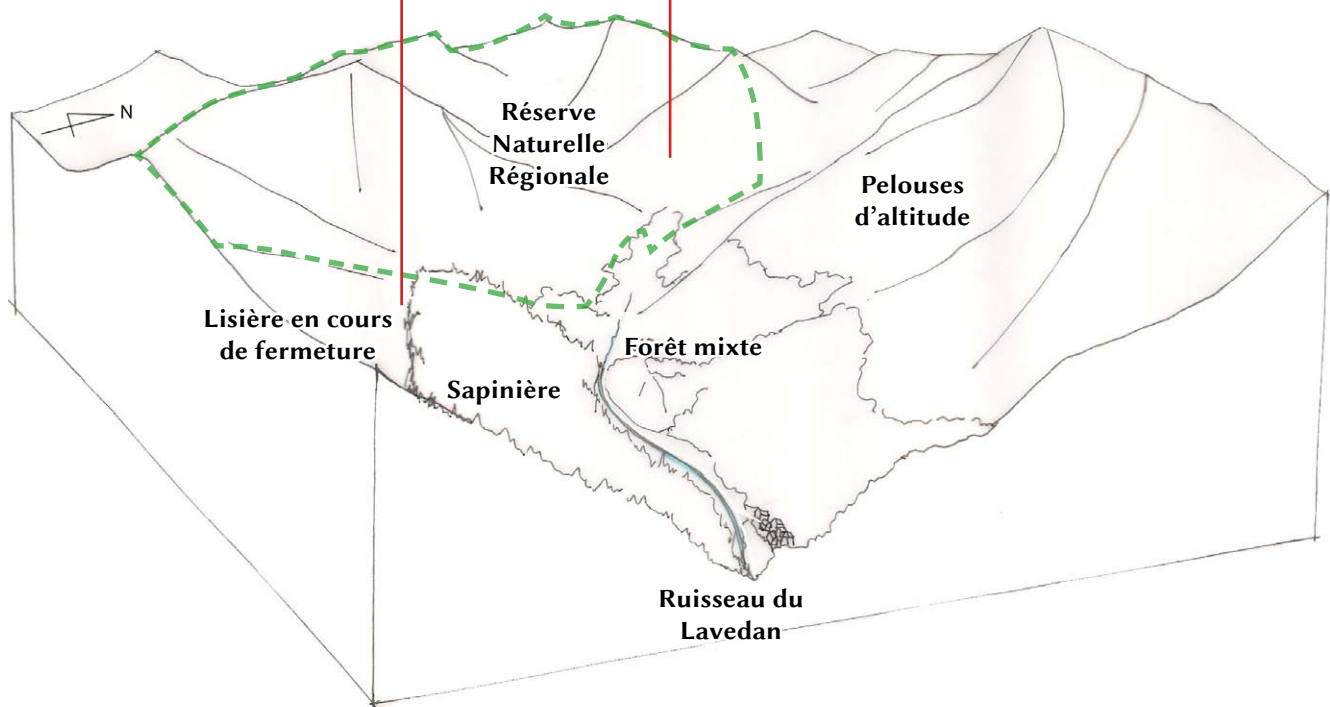 N
Réserve
Naturelle
Régionale
Pelouses
d'altitude
Lisière en cours
de fermeture
Forêt mixte
Sapinière
Ruisseau du
Lavedan